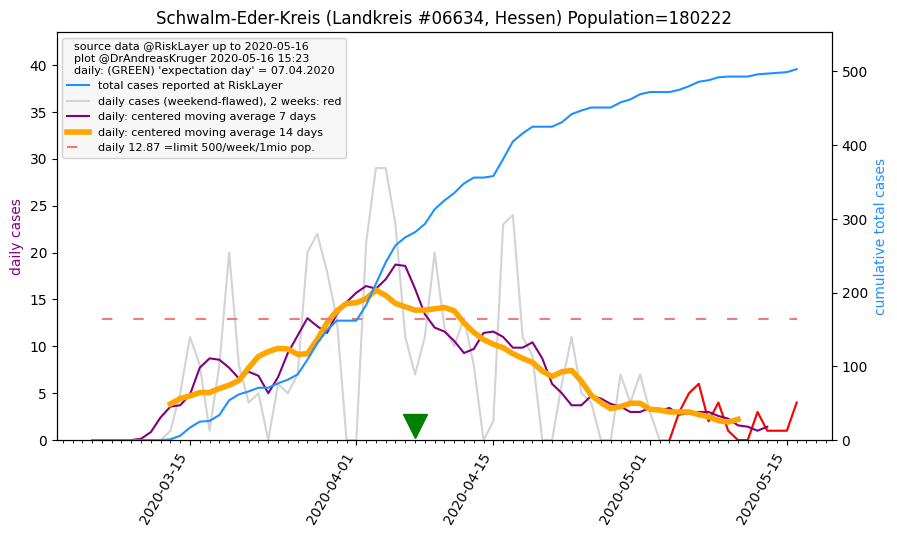 Schwalm-Eder-Kreis (Landkreis #06634, Hessen) Population=180222
source data @RiskLayer up to 2020-05-16
plot @DrAndreasKruger 2020-05-16 15:23
daily: (GREEN) 'expectation day' = 07.04.2020
total cases reported at RiskLayer
daily cases (weekend-flawed), 2 weeks: red
daily: centered moving average 7 days
daily: centered moving average 14 days
daily 12.87 =limit 500/week/1mio pop.
daily cases
40
35
30
25
20
15
10
5
0
cumulative total cases
500
400
300
200
100
0
2020-03-15
2020-04-01
2020-04-15
2020-05-01
2020-05-15